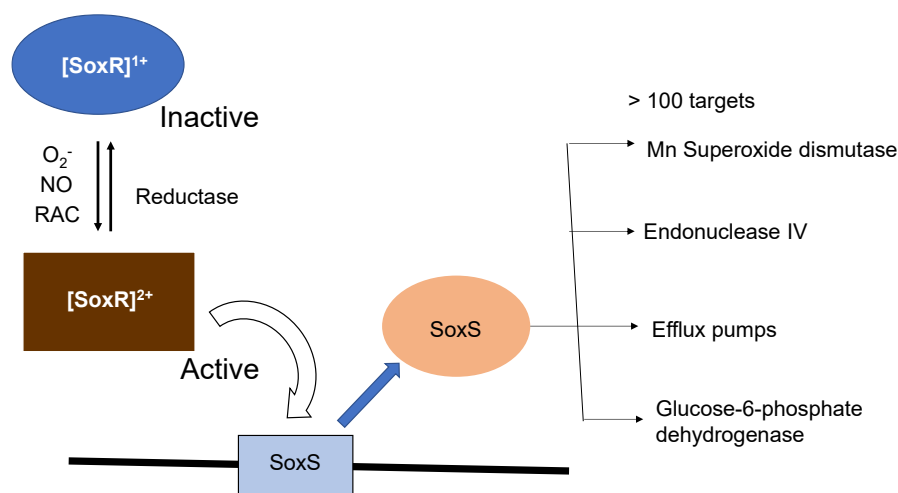 [SoxR]¹⁺
Inactive
O₂⁻
NO
RAC
Reductase
[SoxR]²⁺
Active
SoxS
SoxS
> 100 targets
Mn Superoxide dismutase
Endonuclease IV
Efflux pumps
Glucose-6-phosphate
dehydrogenase